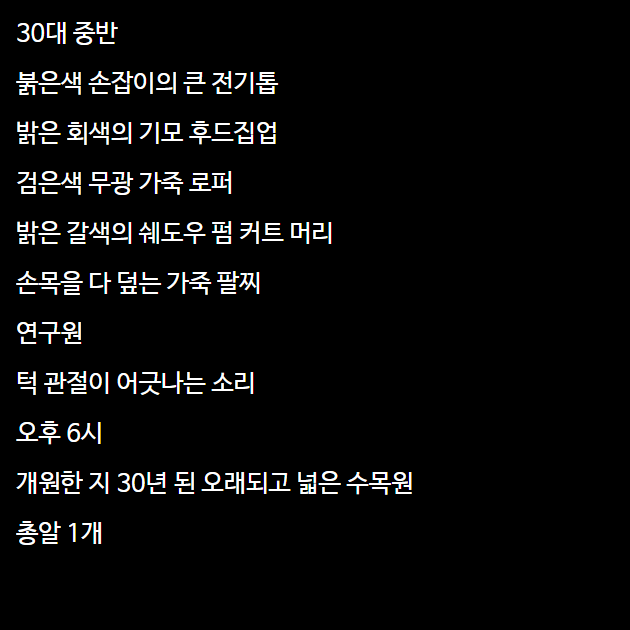 30대 중반
붉은색 손잡이의 큰 전기톱
밝은 회색의 기모 후드집업
검은색 무광 가죽 로퍼
밝은 갈색의 쉐도우 펌 커트 머리
손목을 다 덮는 가죽 팔찌
연구원
턱 관절이 어긋나는 소리
오후 6시
개원한 지 30년 된 오래되고 넓은 수목원
총알 1개